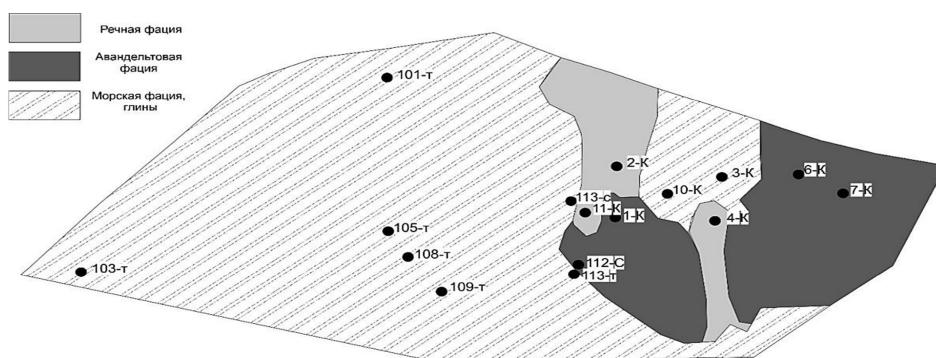 Речная фация
Авандельтовая
фация
Морская фация,
глины
101-т
2-К
3-К
6-К
10-К
7-К
113-с
11-К
1-К
4-К
105-т
108-т
112-С
103-т
113-т
109-т